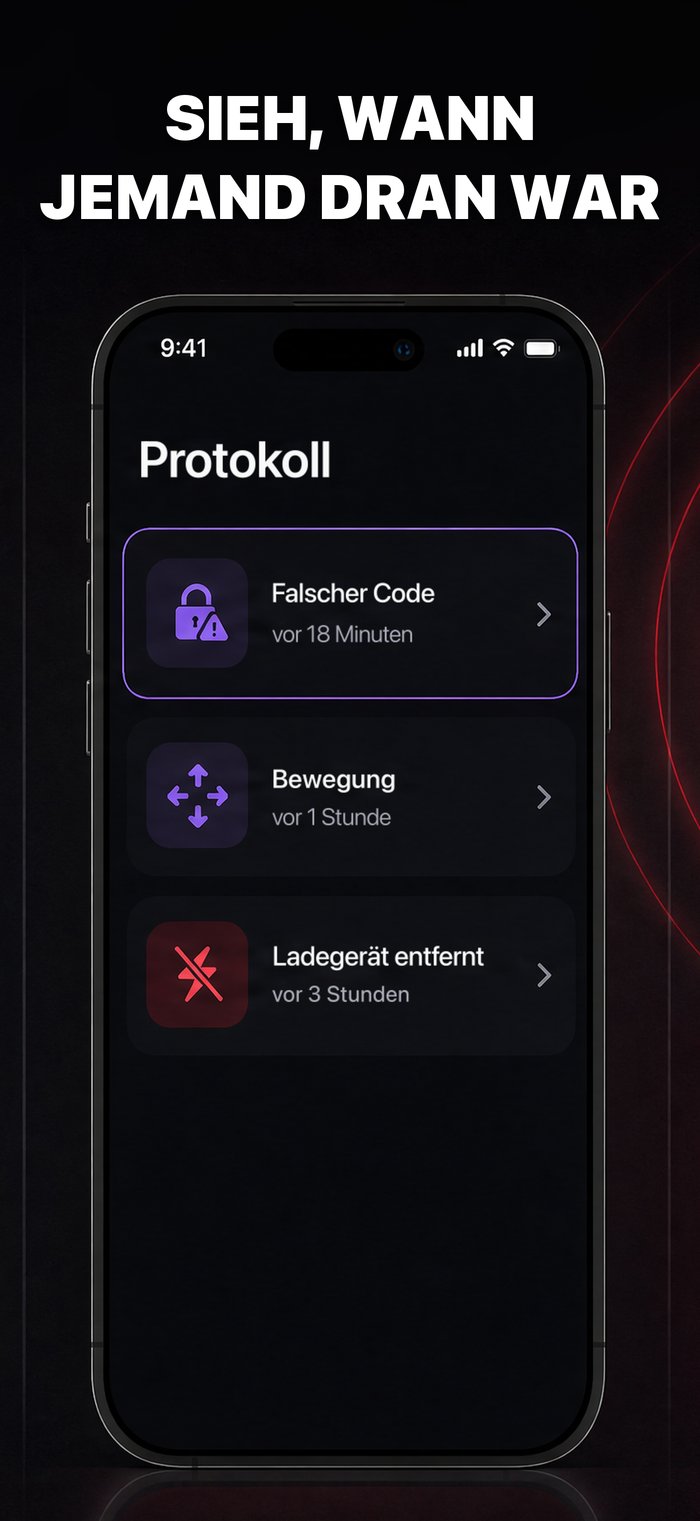 SIEH, WANN
JEMAND DRAN WAR
9:41
Protokoll
Falscher Code
vor 18 Minuten
Bewegung
vor 1 Stunde
Ladegerät entfernt
vor 3 Stunden